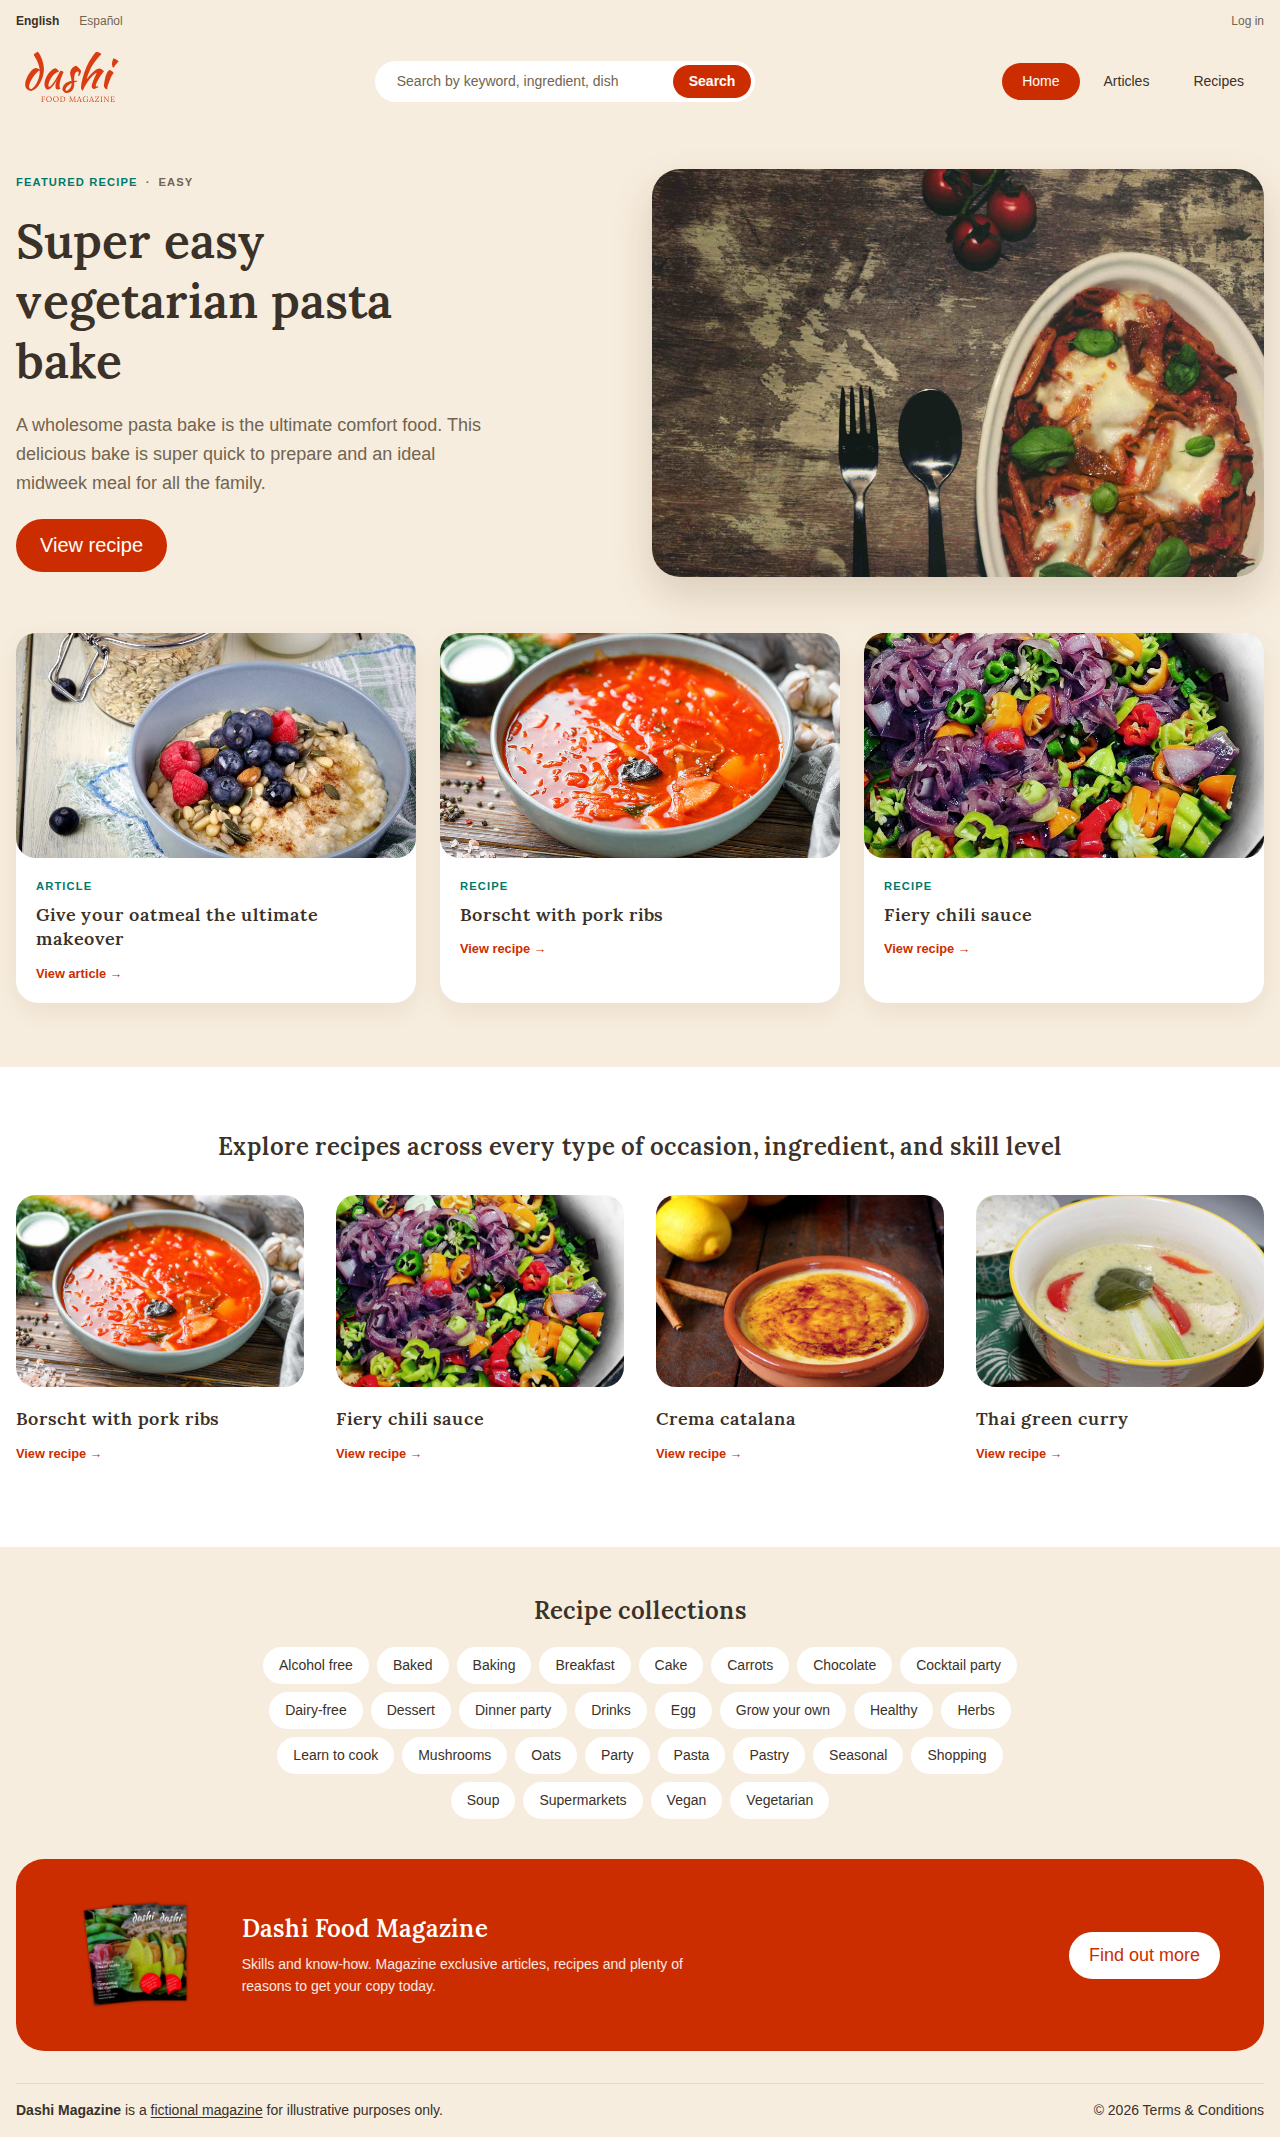 English Español Log in
dashi
FOOD MAGAZINE
Search by keyword, ingredient, dish Search
Home Articles Recipes
FEATURED RECIPE · EASY
Super easy
vegetarian pasta
bake
A wholesome pasta bake is the ultimate comfort food. This
delicious bake is super quick to prepare and an ideal
midweek meal for all the family.
View recipe
ARTICLE
Give your oatmeal the ultimate
makeover
View article →
RECIPE
Borscht with pork ribs
View recipe →
RECIPE
Fiery chili sauce
View recipe →
Explore recipes across every type of occasion, ingredient, and skill level
Borscht with pork ribs
View recipe →
Fiery chili sauce
View recipe →
Crema catalana
View recipe →
Thai green curry
View recipe →
Recipe collections
Alcohol free Baked Baking Breakfast Cake Carrots Chocolate Cocktail party
Dairy-free Dessert Dinner party Drinks Egg Grow your own Healthy Herbs
Learn to cook Mushrooms Oats Party Pasta Pastry Seasonal Shopping
Soup Supermarkets Vegan Vegetarian
dashi dashi
Dashi Food Magazine
Skills and know-how. Magazine exclusive articles, recipes and plenty of
reasons to get your copy today.
Find out more
Dashi Magazine is a fictional magazine for illustrative purposes only.
© 2026 Terms & Conditions